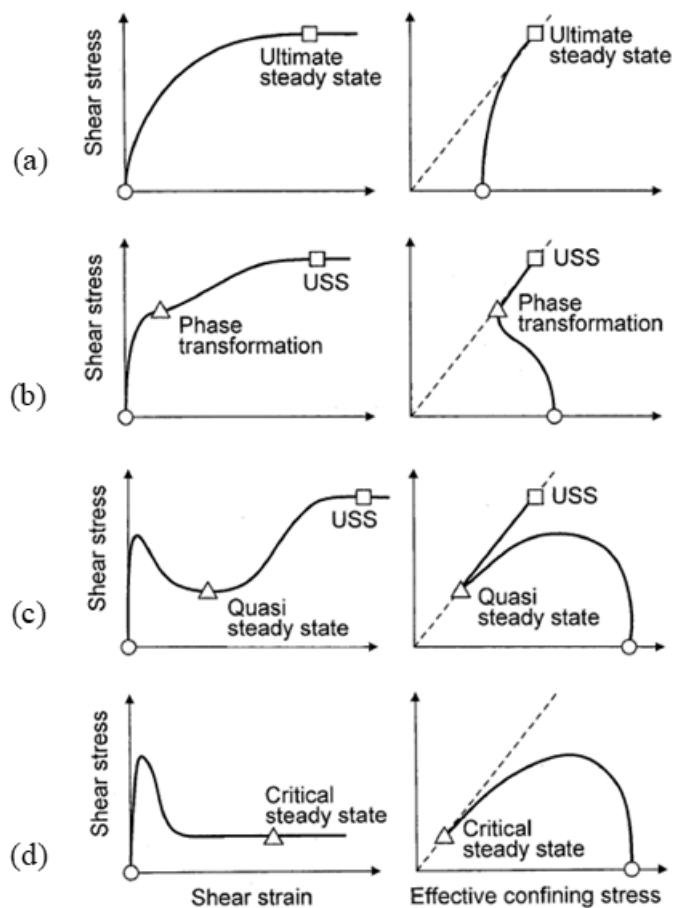 (a)
Shear stress
Ultimate
steady state
Ultimate
steady state
(b)
Shear stress
USS
Phase
transformation
USS
Phase
transformation
(c)
Shear stress
USS
Quasi
steady state
USS
Quasi
steady state
(d)
Shear stress
Critical
steady state
Shear strain
Critical
steady state
Effective confining stress